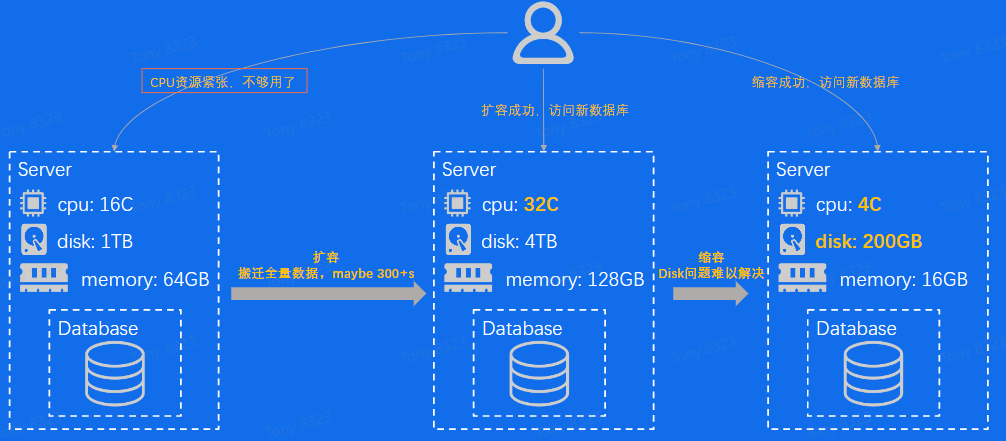 CPU资源紧张、不够用了
扩容成功，访问新数据库
缩容成功，访问新数据库
Server
cpu: 16C
disk: 1TB
memory: 64GB
Database
扩容
搬迁全量数据，maybe 300+s
Server
cpu: 32C
disk: 4TB
memory: 128GB
Database
缩容
Disk问题难以解决
Server
cpu: 4C
disk: 200GB
memory: 16GB
Database
Tony 8323